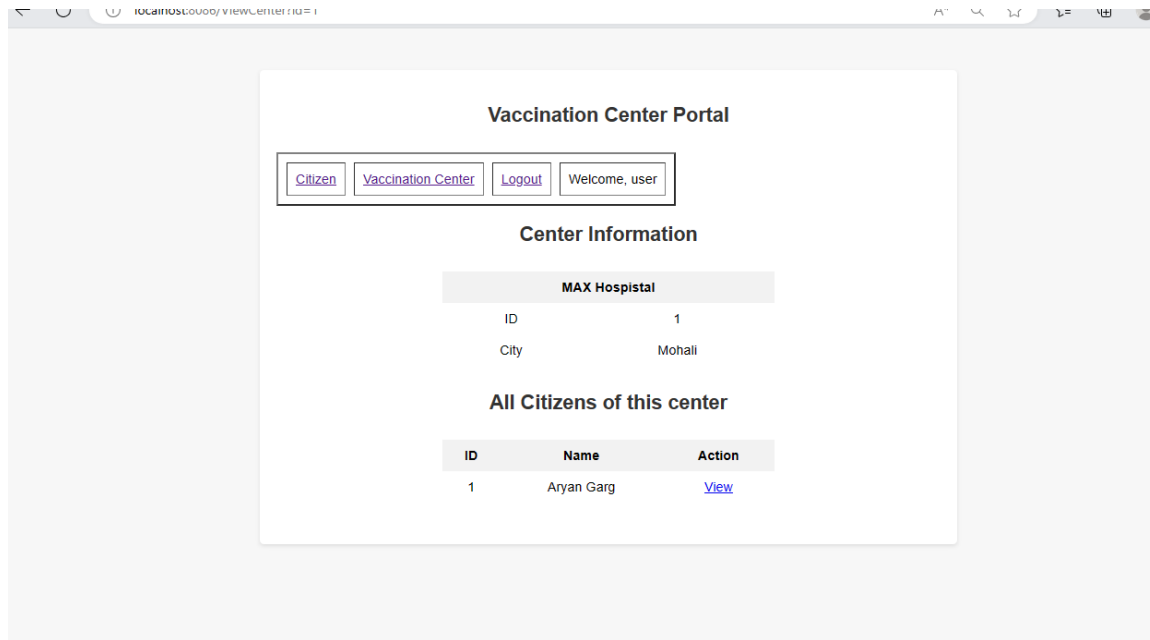 localhost:8086/ViewCenter?id=1
Vaccination Center Portal
Citizen Vaccination Center Logout Welcome, user
Center Information
MAX Hospistal
ID 1
City Mohali
All Citizens of this center
ID Name Action
1 Aryan Garg View